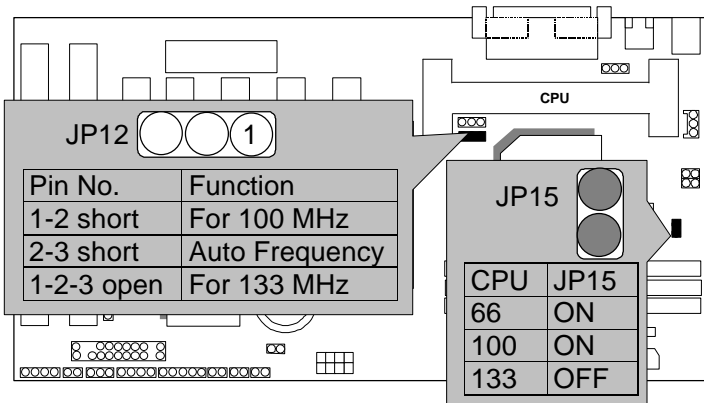 CPU
JP12 1
Pin No. Function
1-2 short For 100 MHz
2-3 short Auto Frequency
1-2-3 open For 133 MHz
JP15
CPU JP15
66 ON
100 ON
133 OFF